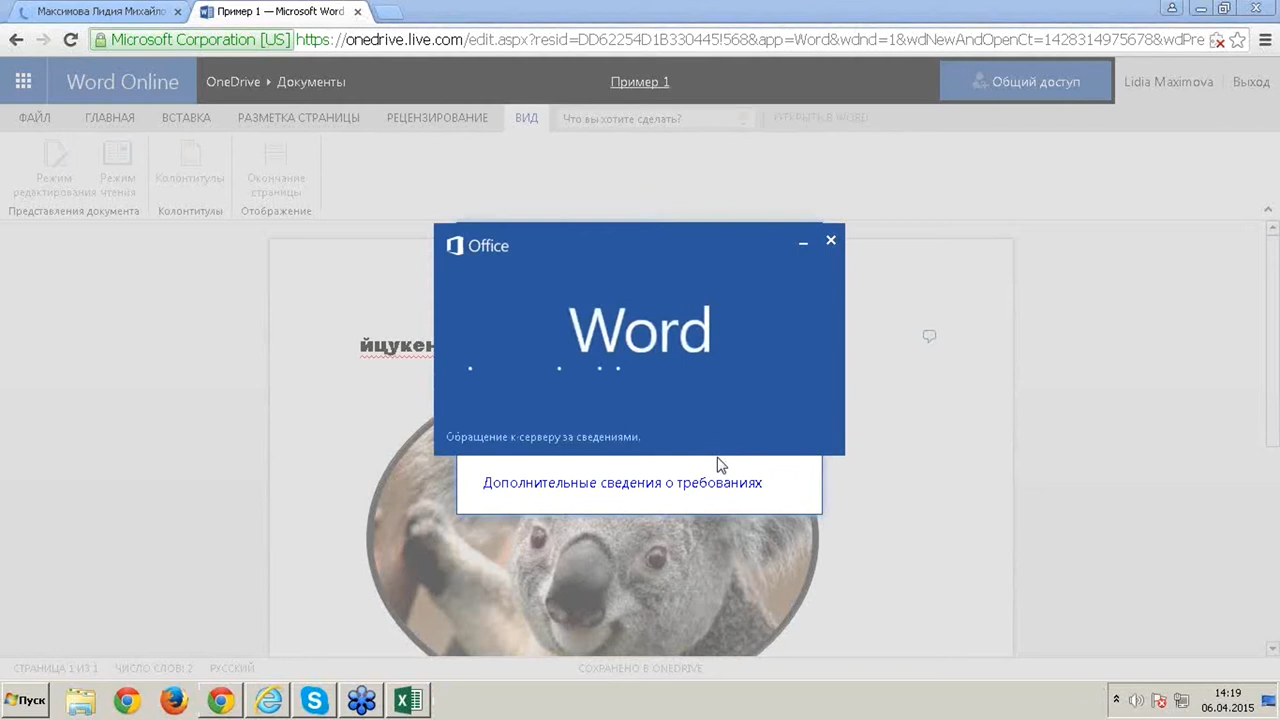 Максимова Лидия Михайло
Пример 1 — Microsoft Word
Microsoft Corporation [US] https://onedrive.live.com/edit.aspx?resid=DD62254D1B330445!568&app=Word&wdnd=1&wdNewAndOpenCt=1428314975678&wdPre
Word Online OneDrive Документы Пример 1 Общий доступ Lidia Maximova Выход
ФАЙЛ ГЛАВНАЯ ВСТАВКА РАЗМЕТКА СТРАНИЦЫ РЕЦЕНЗИРОВАНИЕ ВИД Что вы хотите сделать? ОТКРЫТЬ В WORD
Режим Режим Колонтитулы Окончание
редактирования чтения страницы
Представления документа Колонтитулы Отображение
Office
Word
йцукен
Обращение к серверу за сведениями.
Дополнительные сведения о требованиях
СТРАНИЦА 1 ИЗ 1 ЧИСЛО СЛОВ: 2 РУССКИЙ СОХРАНЕНО В ONEDRIVE
Пуск
14:19
06.04.2015